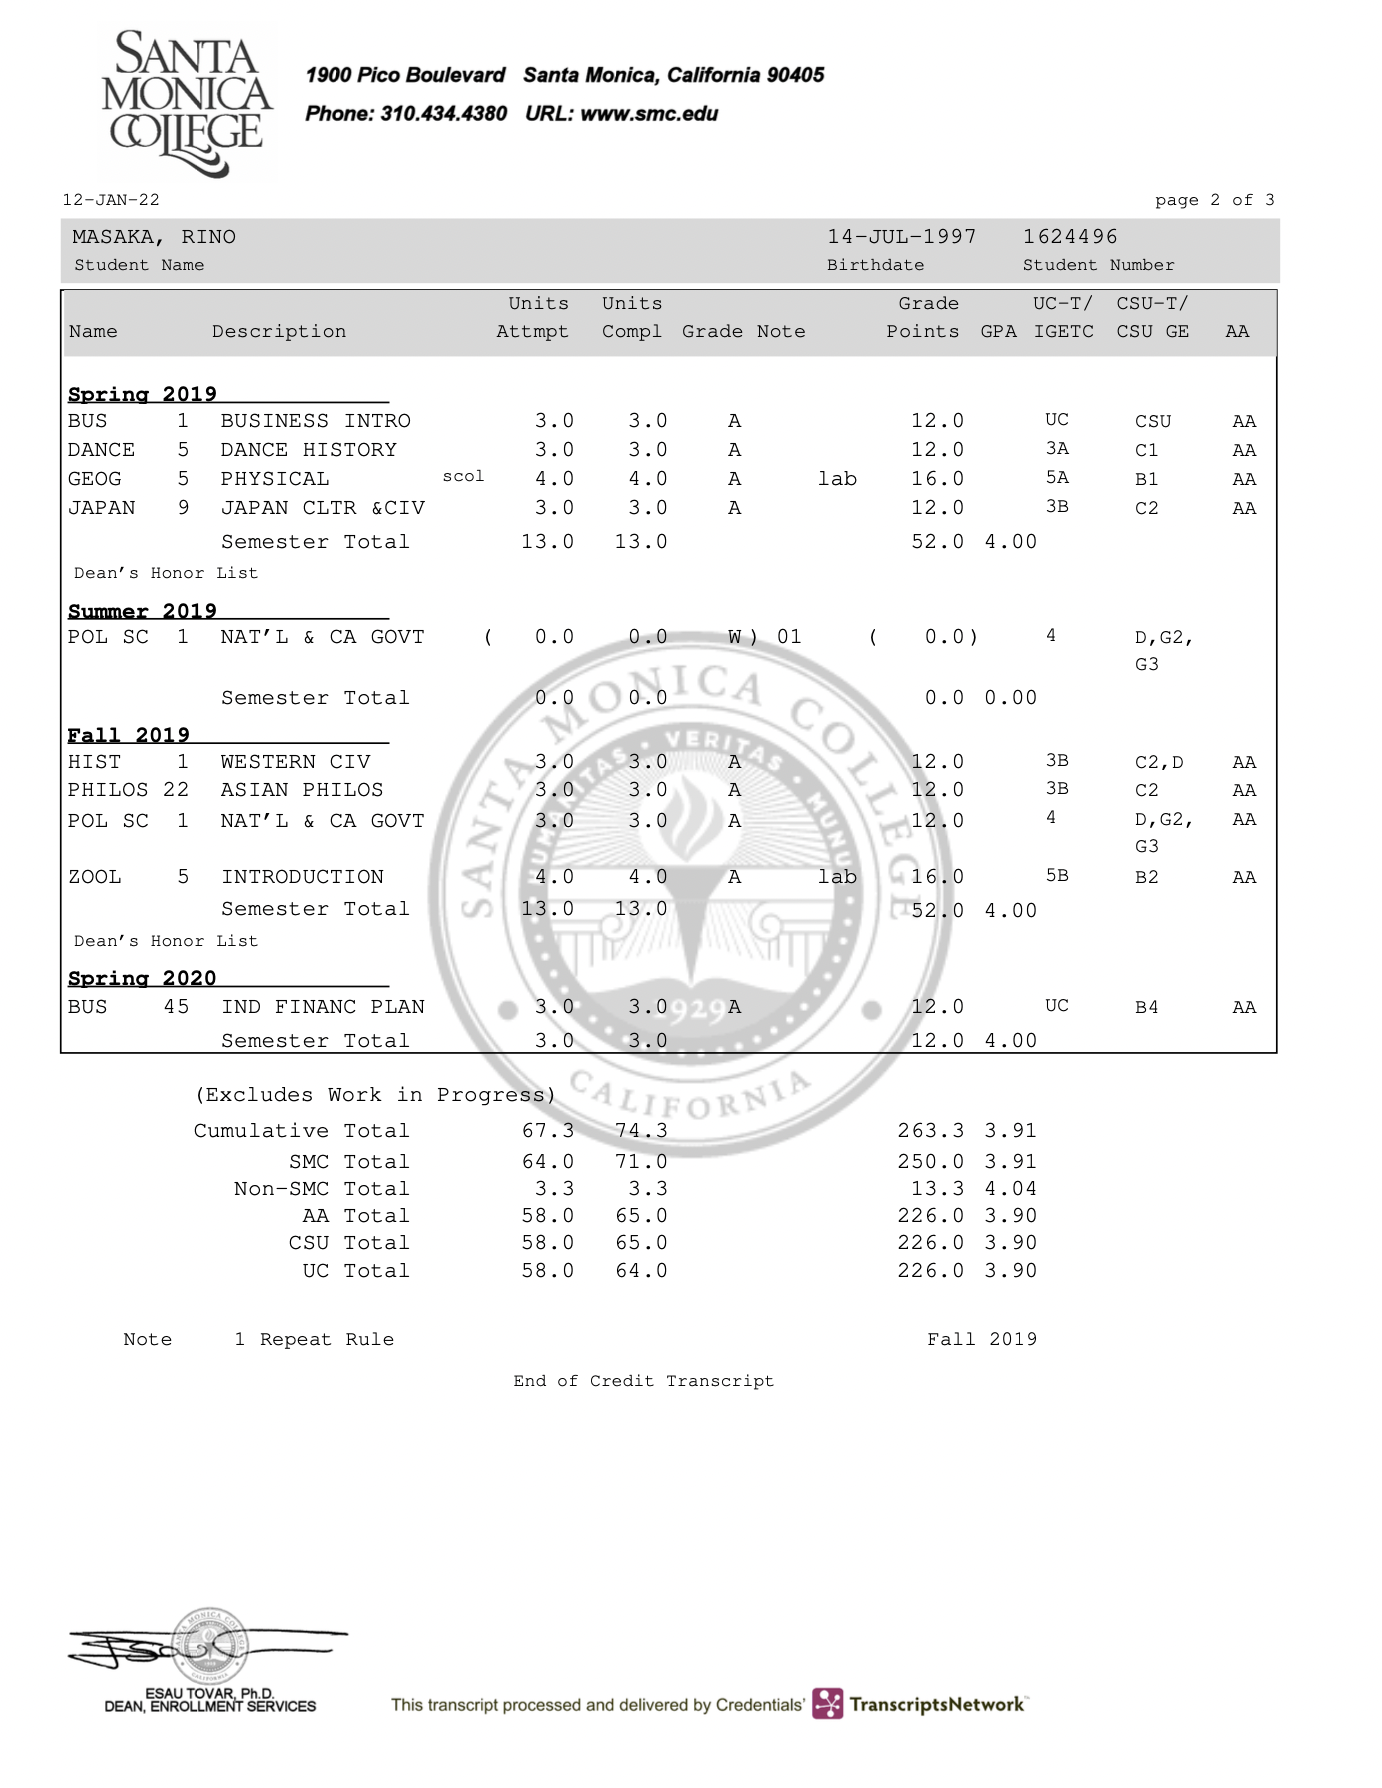 SANTA
MONICA
COLLEGE
1900 Pico Boulevard Santa Monica, California 90405
Phone: 310.434.4380 URL: www.smc.edu
12-JAN-22 page 2 of 3
MASAKA, RINO 14-JUL-1997 1624496
Student Name Birthdate Student Number
Units Units Grade UC-T/ CSU-T/
Name Description Attmpt Compl Grade Note Points GPA IGETC CSU GE AA
Spring 2019
BUS 1 BUSINESS INTRO 3.0 3.0 A 12.0 UC CSU AA
DANCE 5 DANCE HISTORY 3.0 3.0 A 12.0 3A C1 AA
GEOG 5 PHYSICAL scol 4.0 4.0 A lab 16.0 5A B1 AA
JAPAN 9 JAPAN CLTR &CIV 3.0 3.0 A 12.0 3B C2 AA
Semester Total 13.0 13.0 52.0 4.00
Dean's Honor List
Summer 2019
POL SC 1 NAT'L & CA GOVT ( 0.0 0.0 W) 01 ( 0.0) 4 D,G2,
G3
Semester Total 0.0 0.0 0.0 0.00
Fall 2019
HIST 1 WESTERN CIV 3.0 3.0 A 12.0 3B C2,D AA
PHILOS 22 ASIAN PHILOS 3.0 3.0 A 12.0 3B C2 AA
POL SC 1 NAT'L & CA GOVT 3.0 3.0 A 12.0 4 D,G2, AA
G3
ZOOL 5 INTRODUCTION 4.0 4.0 A lab 16.0 5B B2 AA
Semester Total 13.0 13.0 52.0 4.00
Dean's Honor List
Spring 2020
BUS 45 IND FINANC PLAN 3.0 3.0 A 12.0 UC B4 AA
Semester Total 3.0 3.0 12.0 4.00
SANTA MONICA COLLEGE
HUMANITAS • VERITAS • MUNUS
1929
CALIFORNIA
(Excludes Work in Progress)
Cumulative Total 67.3 74.3 263.3 3.91
SMC Total 64.0 71.0 250.0 3.91
Non-SMC Total 3.3 3.3 13.3 4.04
AA Total 58.0 65.0 226.0 3.90
CSU Total 58.0 65.0 226.0 3.90
UC Total 58.0 64.0 226.0 3.90
Note 1 Repeat Rule Fall 2019
End of Credit Transcript
ESAU TOVAR, Ph.D.
DEAN, ENROLLMENT SERVICES
This transcript processed and delivered by Credentials' TranscriptsNetwork™